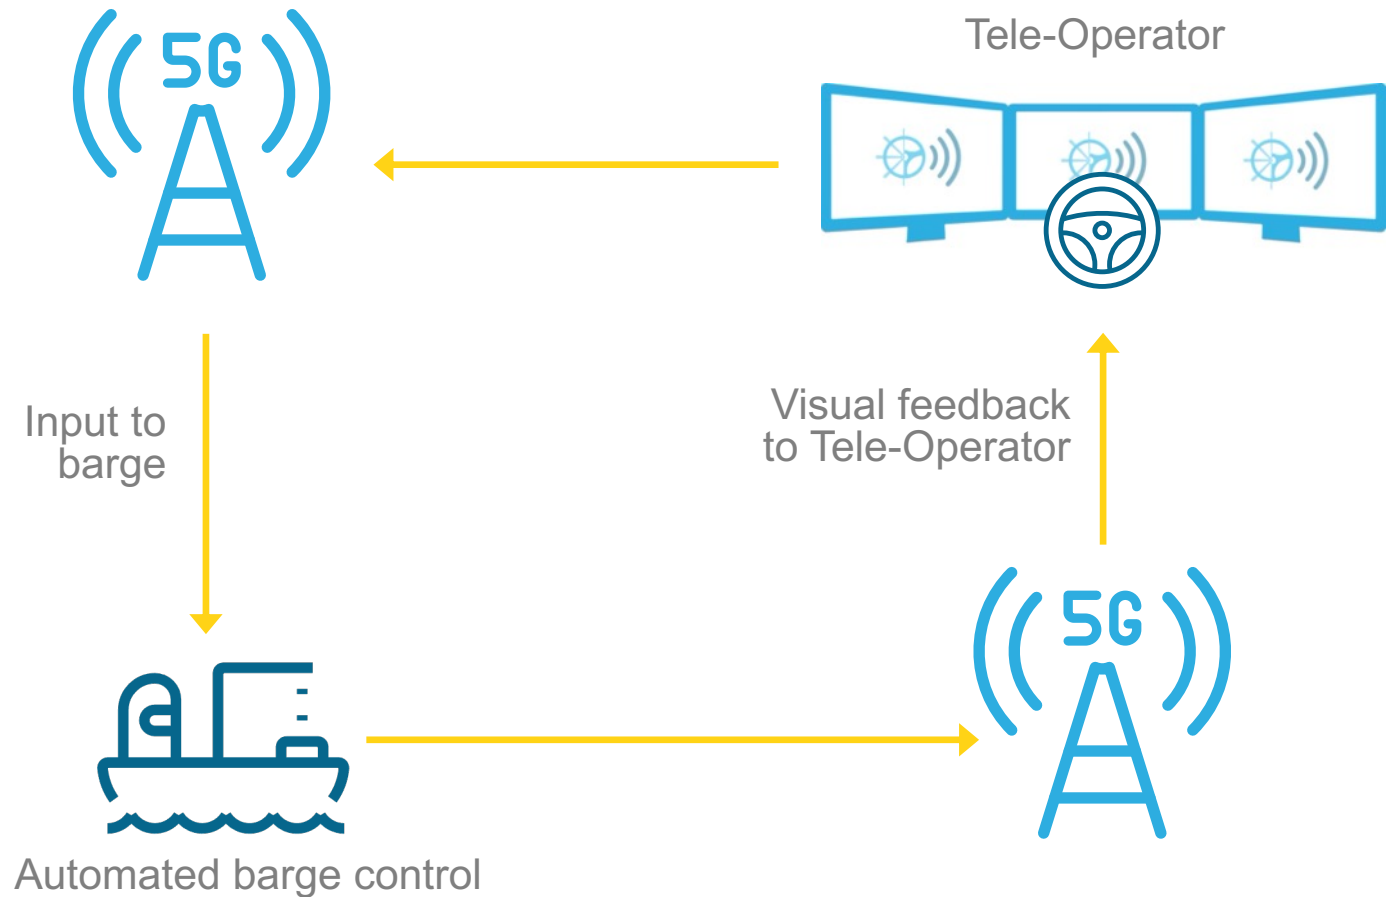 5G
Tele-Operator
Input to
barge
Visual feedback
to Tele-Operator
5G
Automated barge control